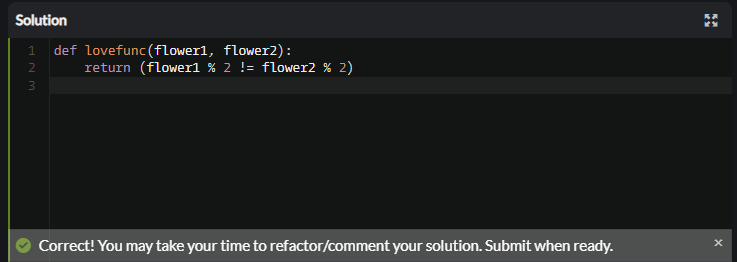 Solution
1 def lovefunc(flower1, flower2):
2     return (flower1 % 2 != flower2 % 2)
3
Correct! You may take your time to refactor/comment your solution. Submit when ready. ×